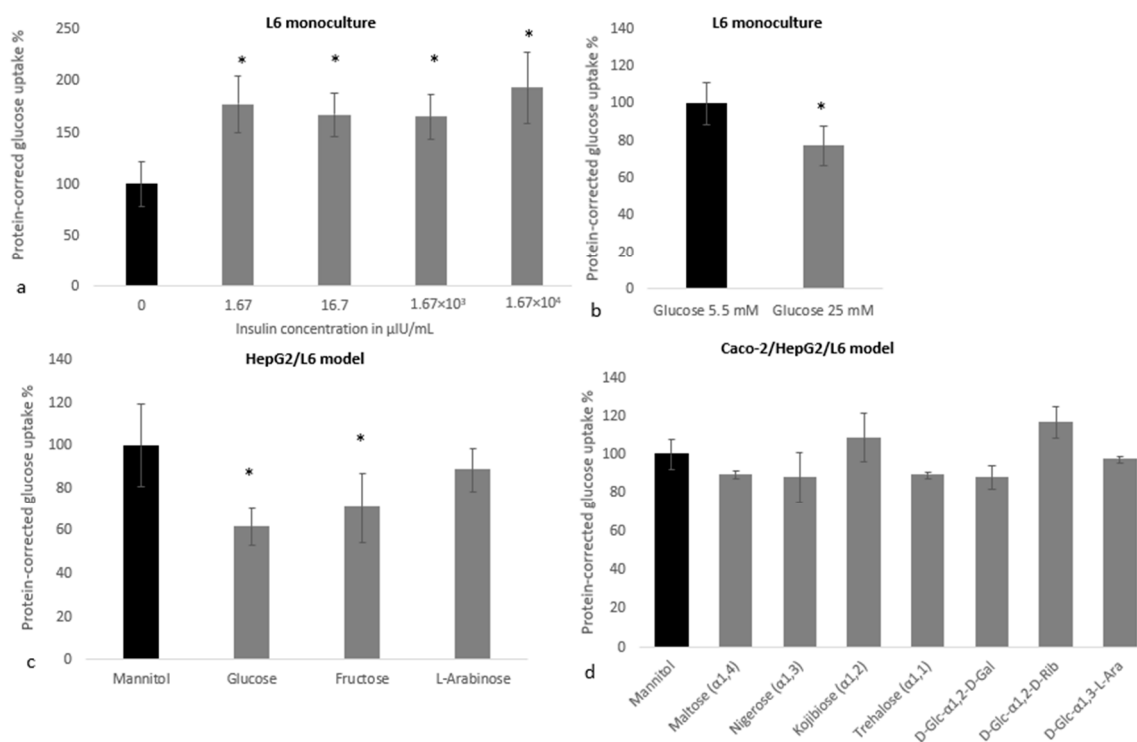 L6 monoculture
Protein-correcd glucose uptake %
250
200
150
100
50
0
* * * *
0 1.67 16.7 1.67×10³ 1.67×10⁴
Insulin concentration in µIU/mL
a
L6 monoculture
Protein-corrected glucose uptake %
140
120
100
80
60
40
20
0
*
Glucose 5.5 mM Glucose 25 mM
b
HepG2/L6 model
Protein-corrected glucose uptake %
140
120
100
80
60
40
20
0
* *
Mannitol Glucose Fructose L-Arabinose
c
Caco-2/HepG2/L6 model
Protein-corrected glucose uptake %
140
120
100
80
60
40
20
0
Mannitol
Maltose (α1,4)
Nigerose (α1,3)
Kojibiose (α1,2)
Trehalose (α1,1)
D-Glc-α1,2-D-Gal
D-Glc-α1,2-D-Rib
D-Glc-α1,3-L-Ara
d